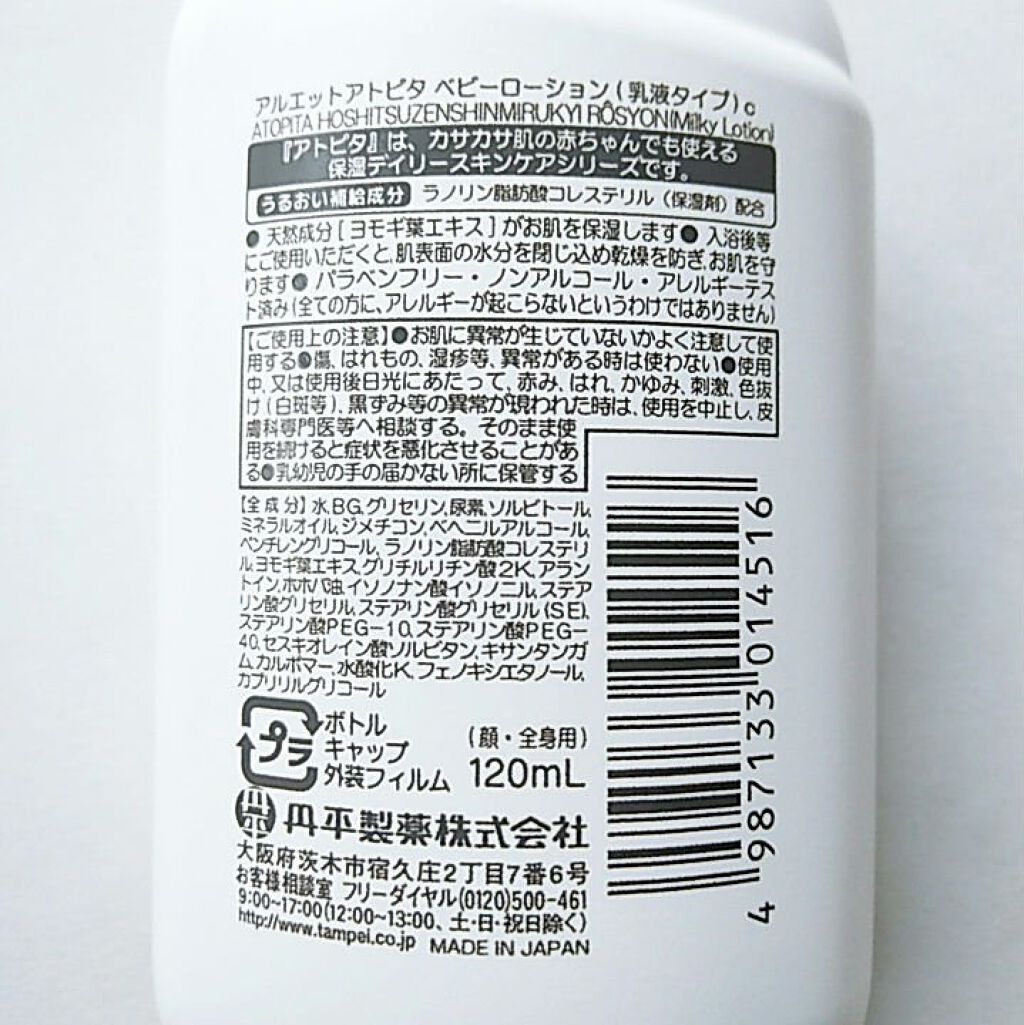 アルエットアトピタ ベビーローション(乳液タイプ)c
ATOPITA HOSHITSUZENSHINMIRUKYI RÔSYON(Milky Lotion)
『アトピタ』は、カサカサ肌の赤ちゃんでも使える
保湿デイリースキンケアシリーズです。
うるおい補給成分 ラノリン脂肪酸コレステリル(保湿剤)配合
● 天然成分[ヨモギ葉エキス]がお肌を保湿します● 入浴後等
にご使用いただくと、肌表面の水分を閉じ込め乾燥を防ぎ、お肌を守
ります● パラベンフリー・ノンアルコール・アレルギーテス
ト済み(全ての方に、アレルギーが起こらないというわけではありません)
【ご使用上の注意】●お肌に異常が生じていないかよく注意して使
用する●傷、はれもの、湿疹等、異常がある時は使わない●使用
中、又は使用後日光にあたって、赤み、はれ、かゆみ、刺激、色抜
け(白斑等)、黒ずみ等の異常が現われた時は、使用を中止し、皮
膚科専門医等へ相談する。そのまま使
用を続けると症状を悪化させることがあ
る●乳幼児の手の届かない所に保管する
【全成分】水、BG、グリセリン、尿素、ソルビトール、
ミネラルオイル、ジメチコン、ベヘニルアルコール、
ペンチレングリコール、ラノリン脂肪酸コレステリ
ル、ヨモギ葉エキス、グリチルリチン酸2K、アラン
トイン、ホホバ油、イソノナン酸イソノニル、ステア
リン酸グリセリル、ステアリン酸グリセリル(SE)、
ステアリン酸PEG-10、ステアリン酸PEG-
40、セスキオレイン酸ソルビタン、キサンタンガ
ム、カルボマー、水酸化K、フェノキシエタノール、
カプリリルグリコール
プラ
ボトル
キャップ
外装フィルム
(顔・全身用)
120mL
丹平製薬株式会社
大阪府茨木市宿久庄2丁目7番6号
お客様相談室 フリーダイヤル(0120)500-461
9:00~17:00(12:00~13:00、土・日・祝日除く)
http://www.tampei.co.jp MADE IN JAPAN
4 987133 014516